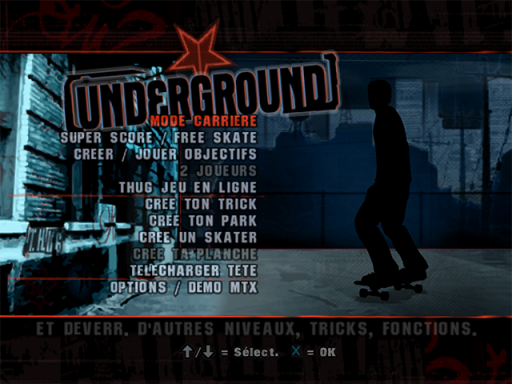 UNDERGROUND
MODE CARRIERE
SUPER SCORE / FREE SKATE
CREER / JOUER OBJECTIFS
2 JOUEURS
THUG JEU EN LIGNE
CREE TON TRICK
CREE TON PARK
CREE UN SKATER
CREE TA PLANCHE
TELECHARGER TETE
OPTIONS / DEMO MTX
ET DEVERR. D'AUTRES NIVEAUX, TRICKS, FONCTIONS.
↑/↓ = Sélect. X = OK